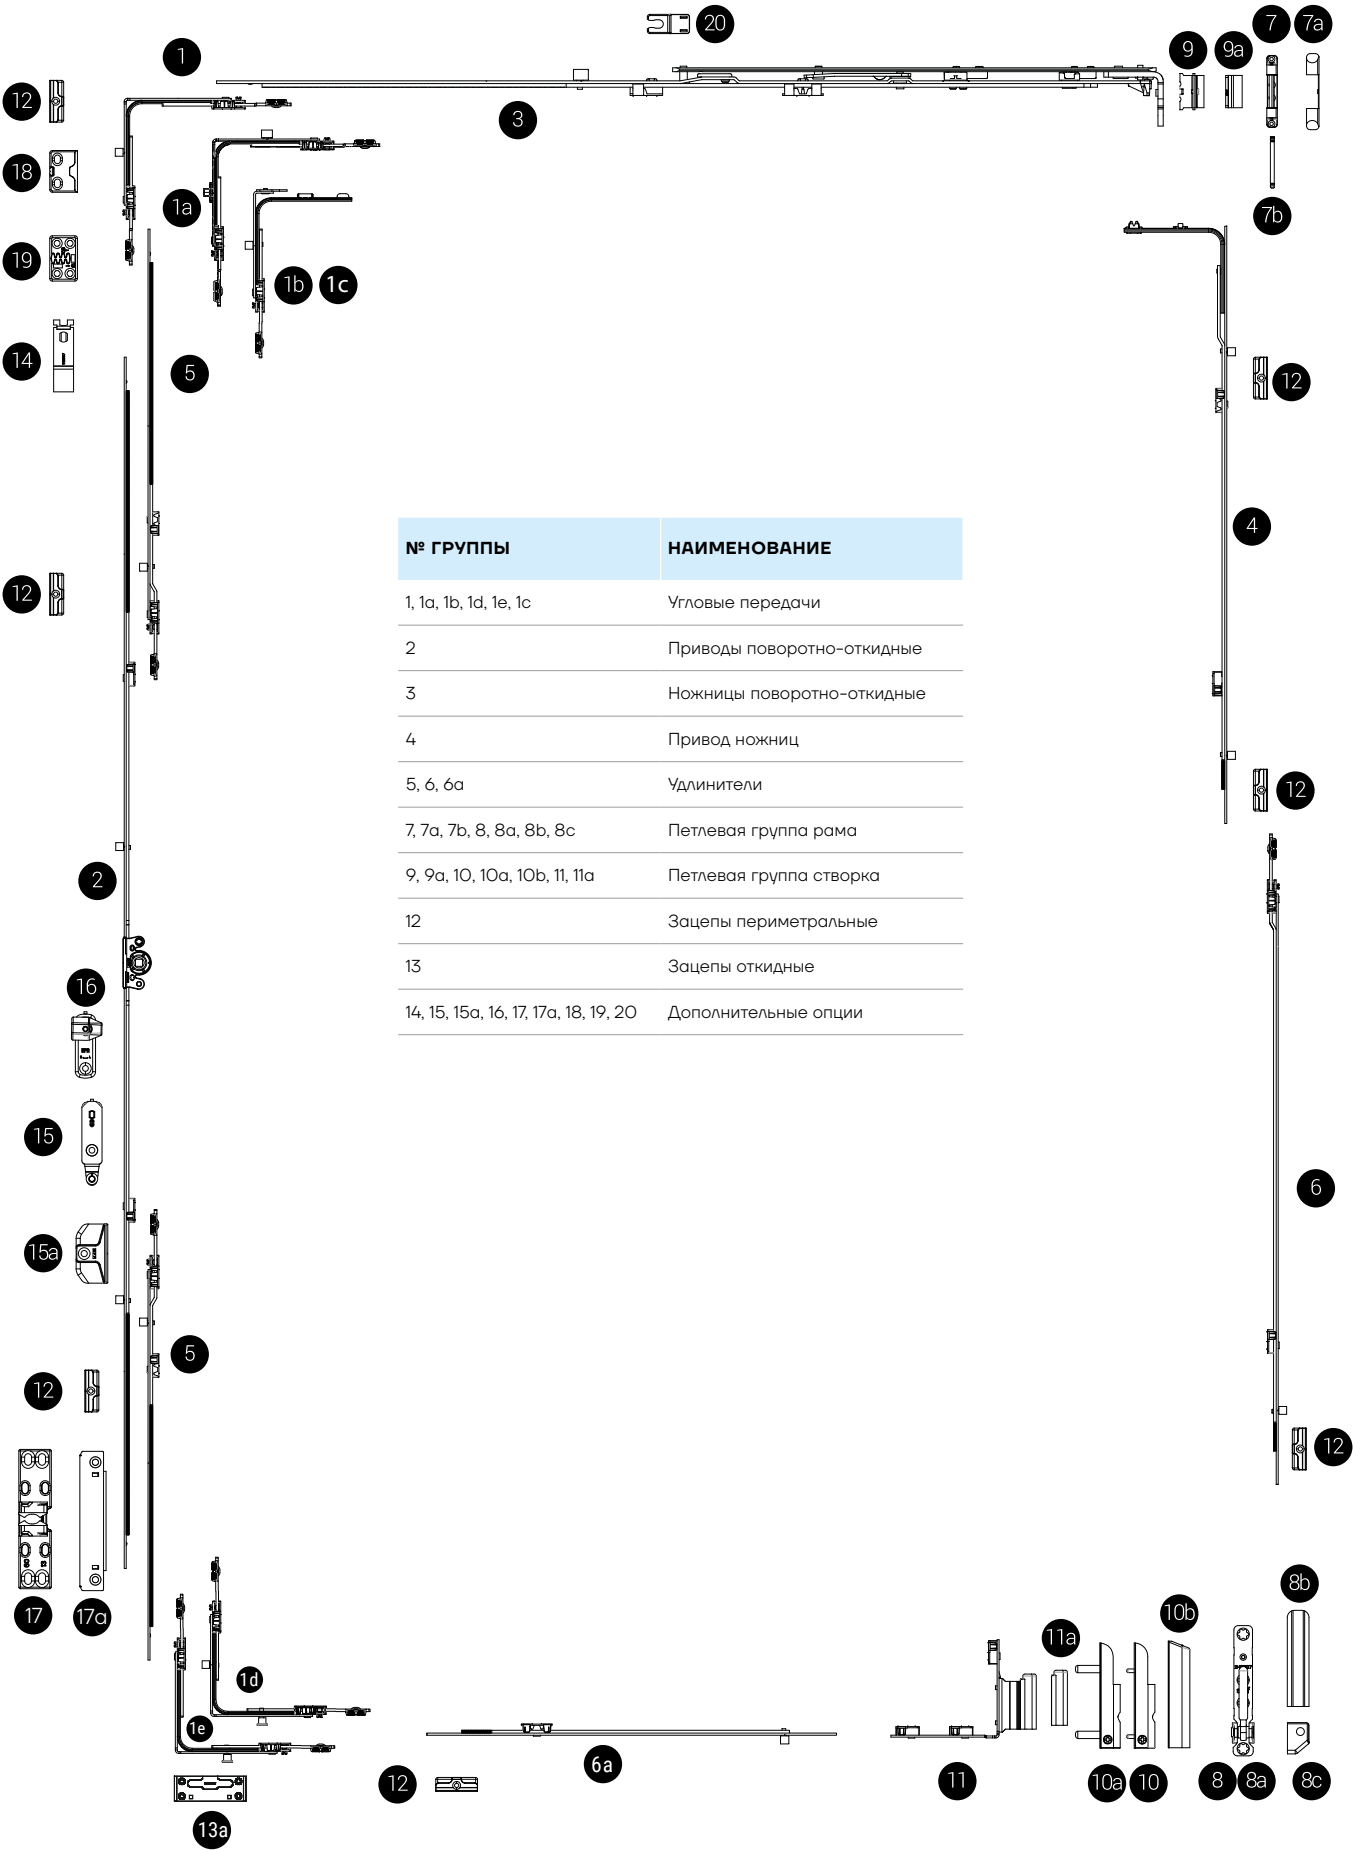 20
7 7a
1
9 9a
12
3
18
1a
7b
19
1b 1c
14
5
12
4
№ ГРУППЫ НАИМЕНОВАНИЕ
12
1, 1a, 1b, 1d, 1e, 1c Угловые передачи
2 Приводы поворотно-откидные
3 Ножницы поворотно-откидные
4 Привод ножниц
5, 6, 6a Удлинители
12
7, 7a, 7b, 8, 8a, 8b, 8c Петлевая группа рама
9, 9a, 10, 10a, 10b, 11, 11a Петлевая группа створка
2
12 Зацепы периметральные
13 Зацепы откидные
14, 15, 15a, 16, 17, 17a, 18, 19, 20 Дополнительные опции
16
15
6
15a
5
12
12
8b
17 17a
10b
11a
1d
1e
6a
12
11 10a 10 8 8a 8c
13a